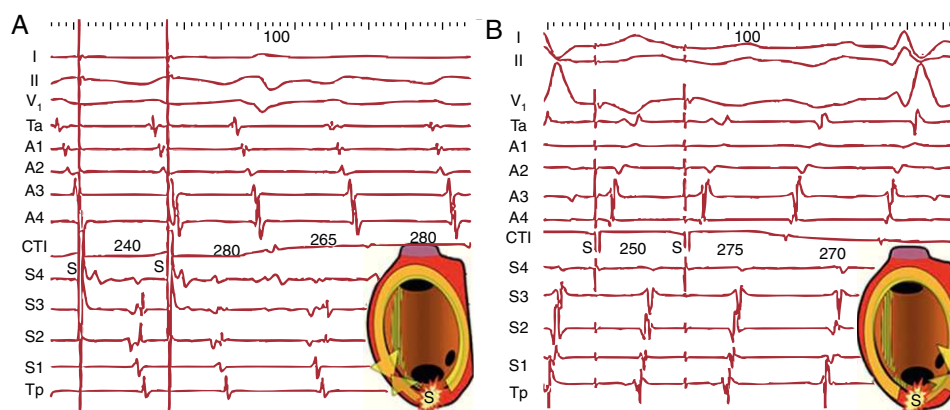 A
100
I
II
V1
Ta
A1
A2
A3
A4
CTI
240 280 265 280
S S
S4
S3
S2
S1
Tp
S
B
100
I
II
V1
Ta
A1
A2
A3
A4
CTI
S 250 S 275 270
S4
S3
S2
S1
Tp
S